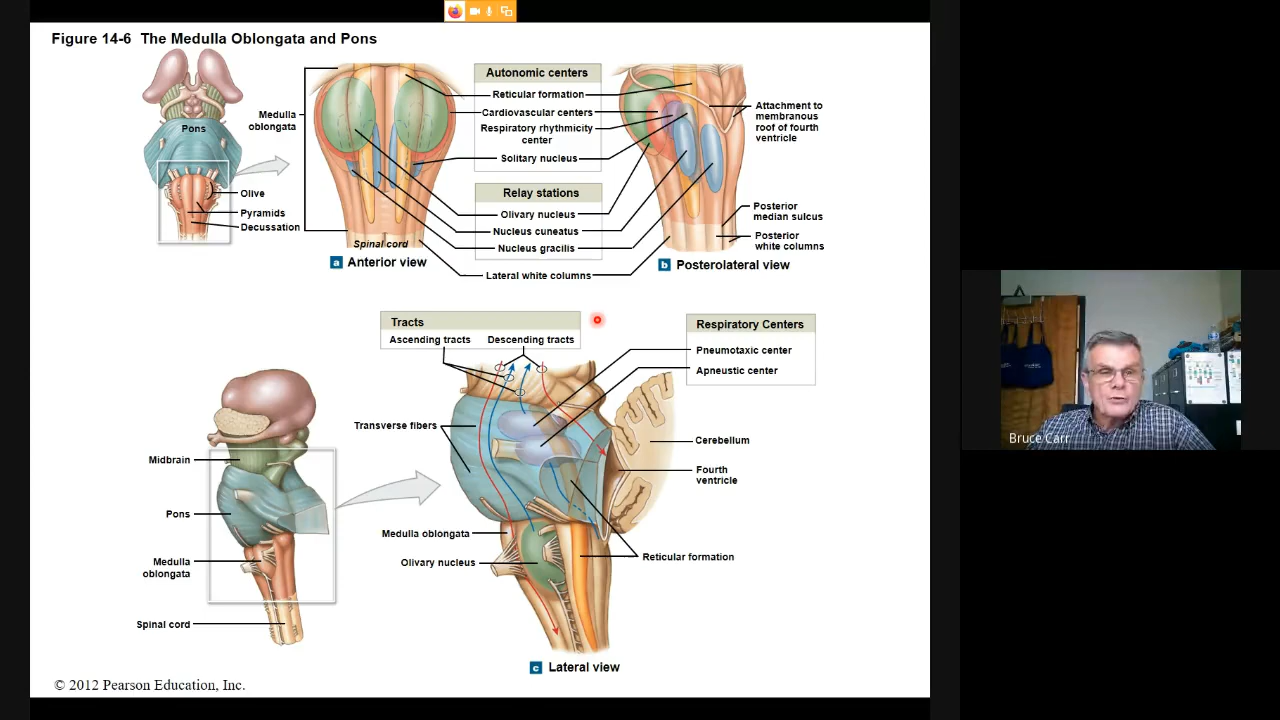 Figure 14-6 The Medulla Oblongata and Pons
Pons
Olive
Pyramids
Decussation
Medulla
oblongata
Spinal cord
a Anterior view
Autonomic centers
Reticular formation
Cardiovascular centers
Respiratory rhythmicity
center
Solitary nucleus
Relay stations
Olivary nucleus
Nucleus cuneatus
Nucleus gracilis
Lateral white columns
Attachment to
membranous
roof of fourth
ventricle
Posterior
median sulcus
Posterior
white columns
b Posterolateral view
Tracts
Ascending tracts Descending tracts
Respiratory Centers
Pneumotaxic center
Apneustic center
Transverse fibers
Cerebellum
Fourth
ventricle
Medulla oblongata
Olivary nucleus
Reticular formation
Midbrain
Pons
Medulla
oblongata
Spinal cord
c Lateral view
© 2012 Pearson Education, Inc.
Bruce Carr